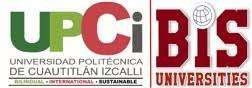 UPCi
UNIVERSIDAD POLITÉCNICA
DE CUAUTITLÁN IZCALLI
BILINGUAL • INTERNATIONAL • SUSTAINABLE
BIS
UNIVERSITIES